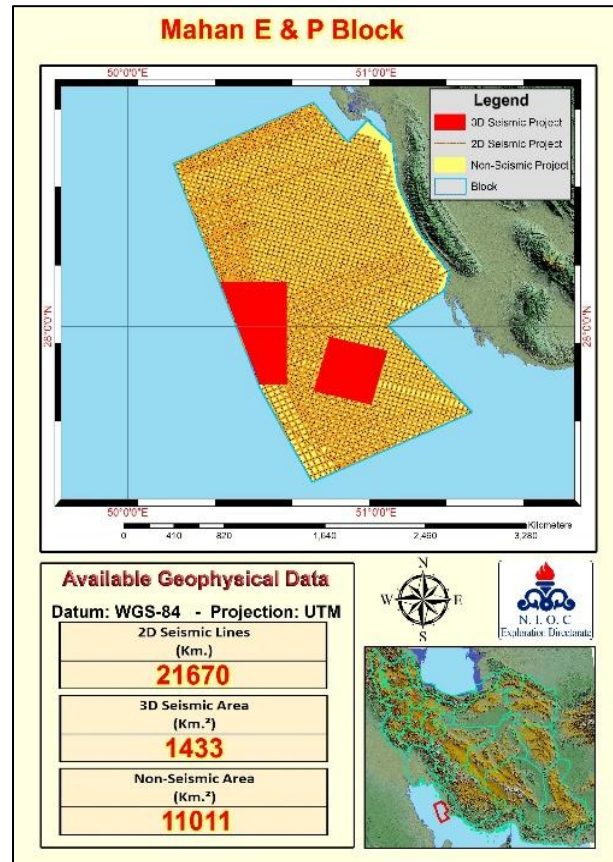 Mahan E & P Block
50°0'0"E
51°0'0"E
Legend
3D Seismic Project
2D Seismic Project
Non-Seismic Project
Block
28°0'0"N
28°0'0"N
50°0'0"E
51°0'0"E
Kilometers
0 410 820 1,640 2,460 3,280
Available Geophysical Data
Datum: WGS-84 - Projection: UTM
2D Seismic Lines
(Km.)
21670
3D Seismic Area
(Km.²)
1433
Non-Seismic Area
(Km.²)
11011
N
W E
S
N. I. O. C
Exploration Directorate